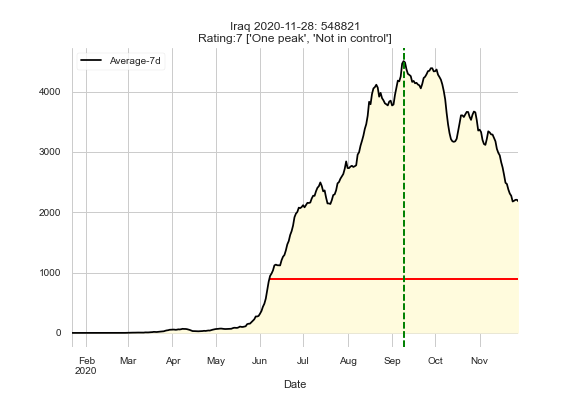 Iraq 2020-11-28: 548821
Rating:7 ['One peak', 'Not in control']
Average-7d
4000
3000
2000
1000
0
Feb Mar Apr May Jun Jul Aug Sep Oct Nov
2020
Date